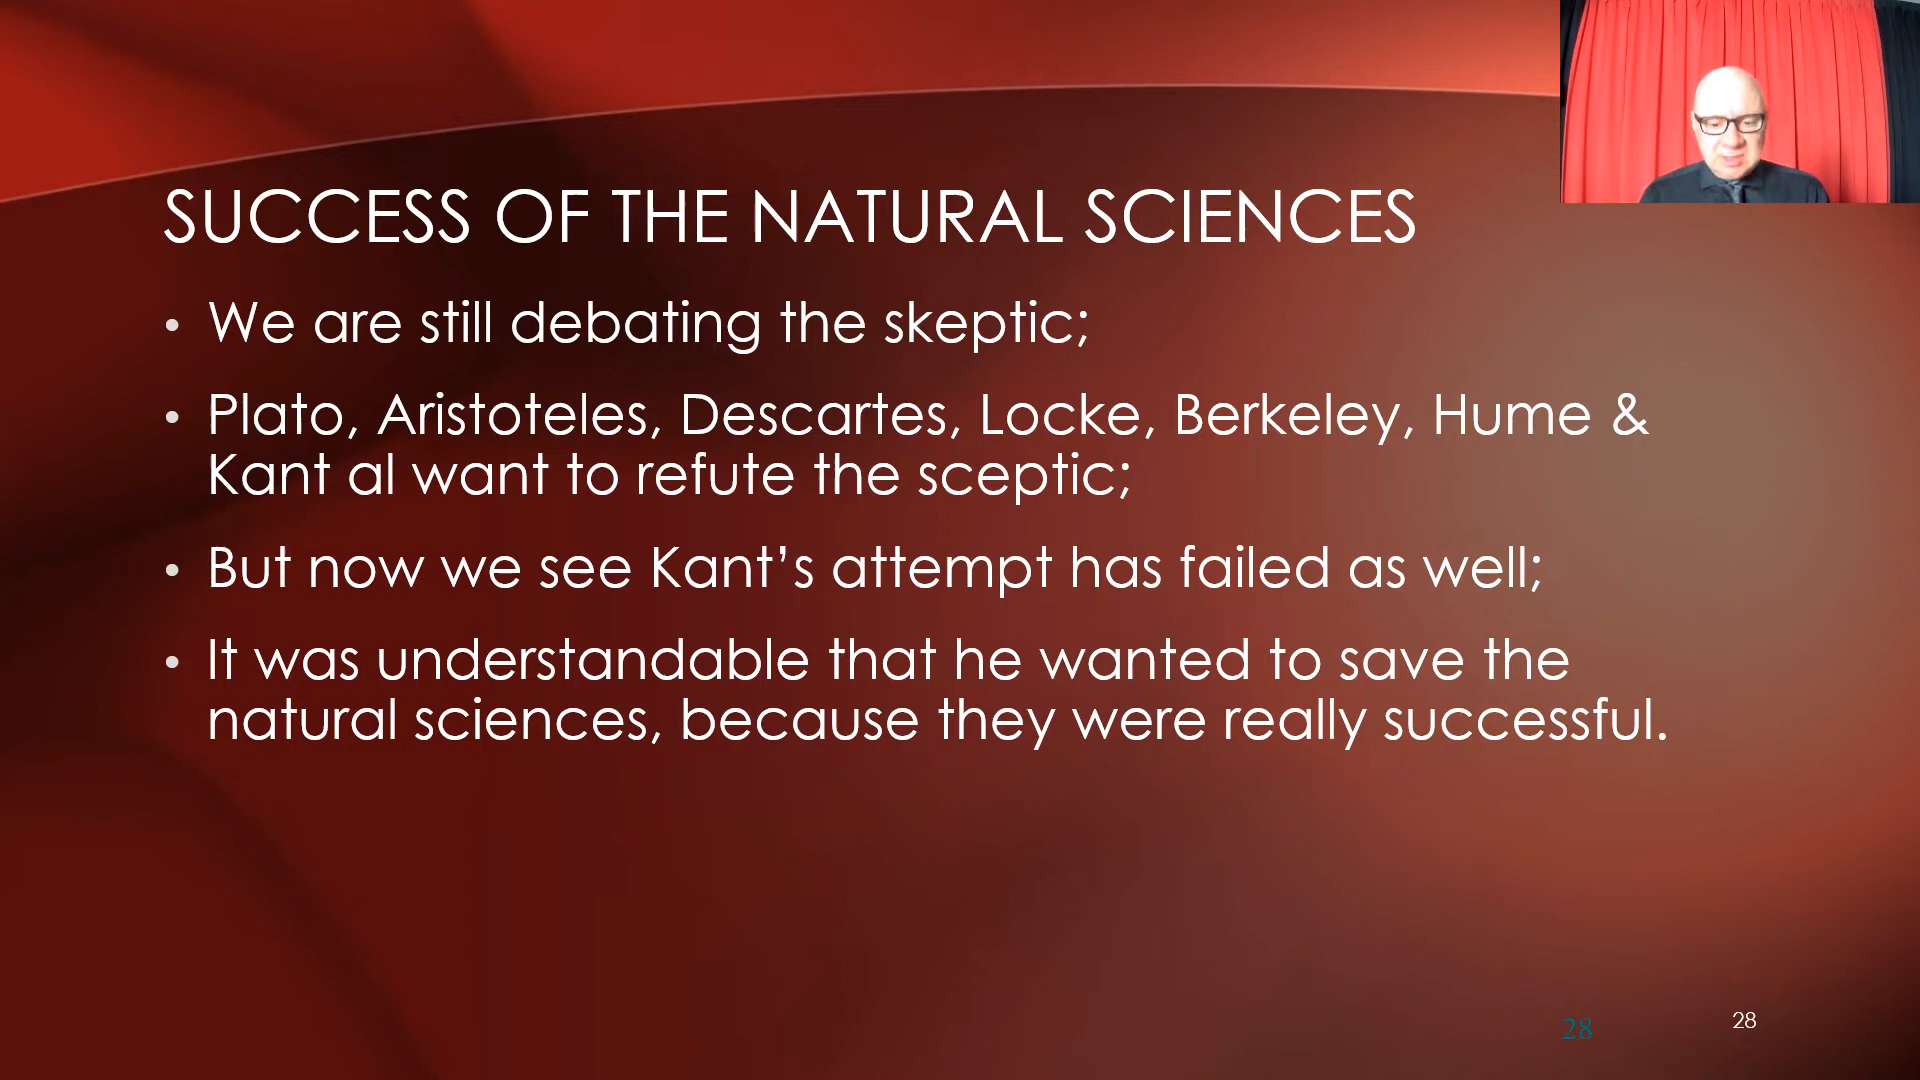 SUCCESS OF THE NATURAL SCIENCES
• We are still debating the skeptic;
• Plato, Aristoteles, Descartes, Locke, Berkeley, Hume &
Kant al want to refute the sceptic;
• But now we see Kant’s attempt has failed as well;
• It was understandable that he wanted to save the
natural sciences, because they were really successful.
28
28